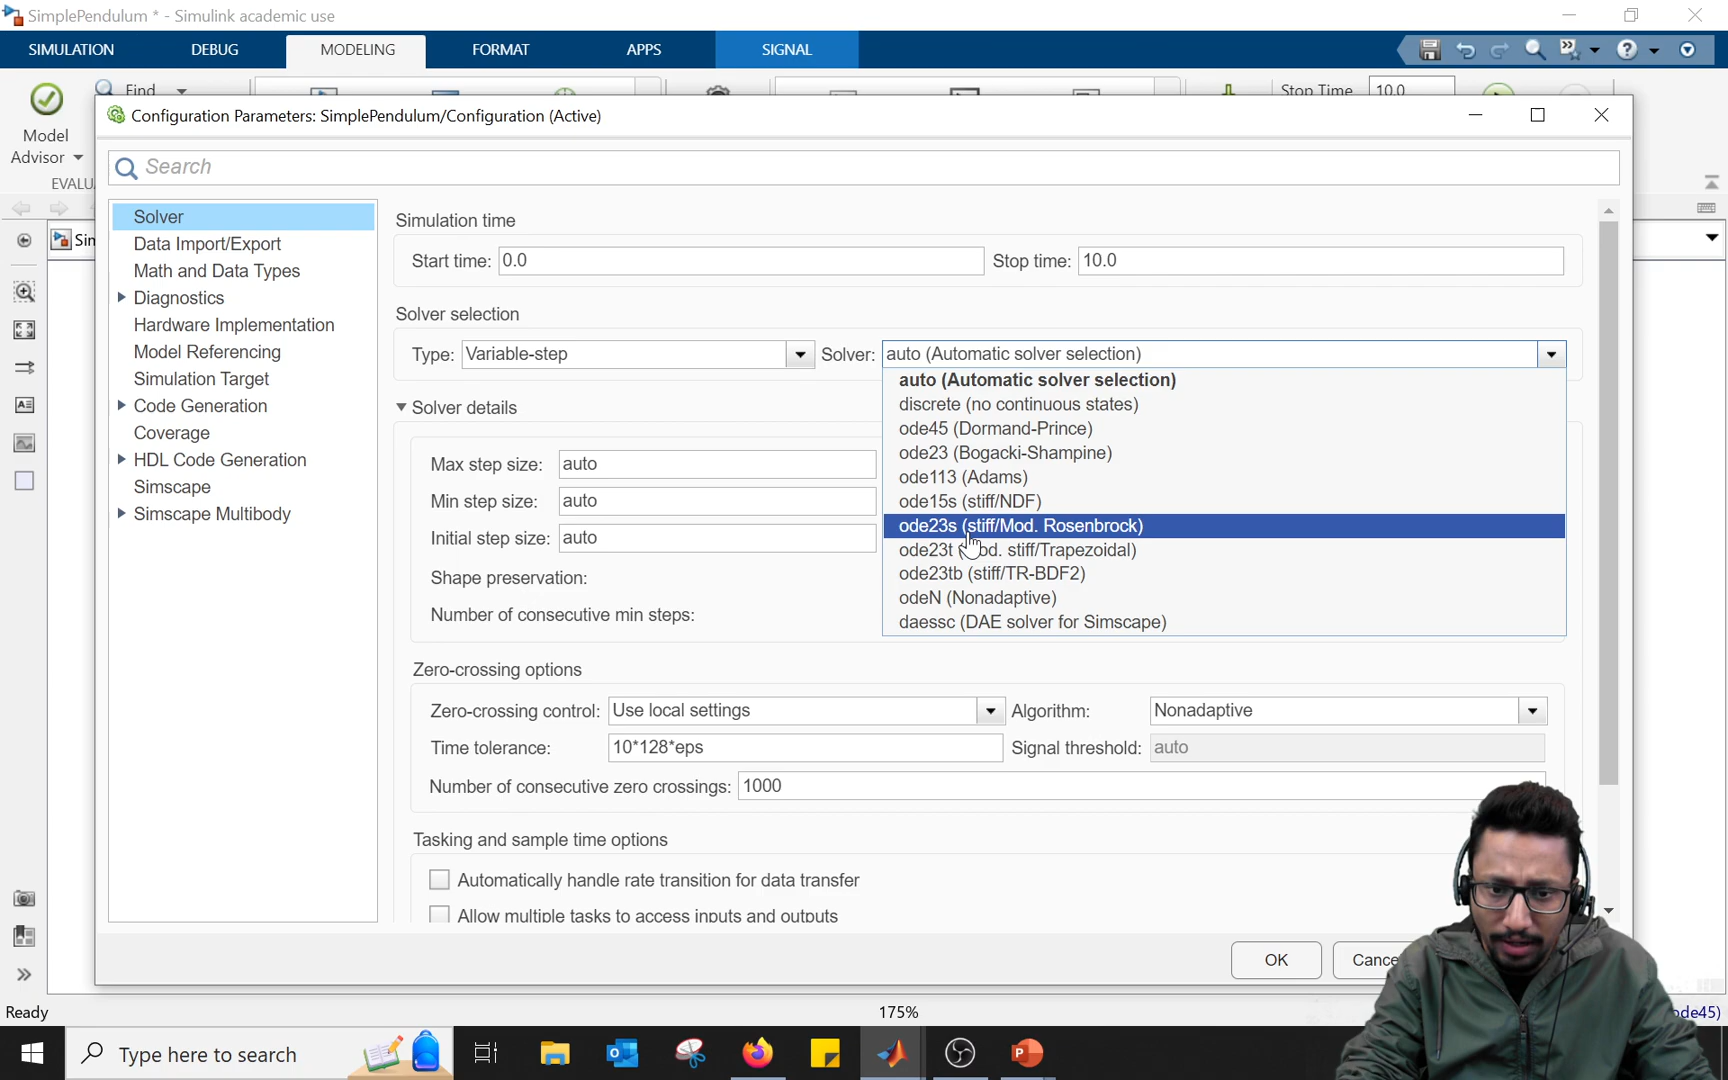 SimplePendulum * - Simulink academic use
SIMULATION
DEBUG
MODELING
FORMAT
APPS
SIGNAL
Find
Stop Time
10.0
Model
Advisor
EVALU
Configuration Parameters: SimplePendulum/Configuration (Active)
Search
Sim
Solver
Data Import/Export
Math and Data Types
Diagnostics
Hardware Implementation
Model Referencing
Simulation Target
Code Generation
Coverage
HDL Code Generation
Simscape
Simscape Multibody
Simulation time
Start time: 0.0
Stop time: 10.0
Solver selection
Type: Variable-step
Solver: auto (Automatic solver selection)
auto (Automatic solver selection)
discrete (no continuous states)
ode45 (Dormand-Prince)
ode23 (Bogacki-Shampine)
ode113 (Adams)
ode15s (stiff/NDF)
ode23s (stiff/Mod. Rosenbrock)
ode23t od. stiff/Trapezoidal)
ode23tb (stiff/TR-BDF2)
odeN (Nonadaptive)
daessc (DAE solver for Simscape)
Solver details
Max step size: auto
Min step size: auto
Initial step size: auto
Shape preservation:
Number of consecutive min steps:
Zero-crossing options
Zero-crossing control: Use local settings
Algorithm: Nonadaptive
Time tolerance: 10*128*eps
Signal threshold: auto
Number of consecutive zero crossings: 1000
Tasking and sample time options
Automatically handle rate transition for data transfer
Allow multiple tasks to access inputs and outputs
OK
Cance
Ready
175%
ode45)
Type here to search